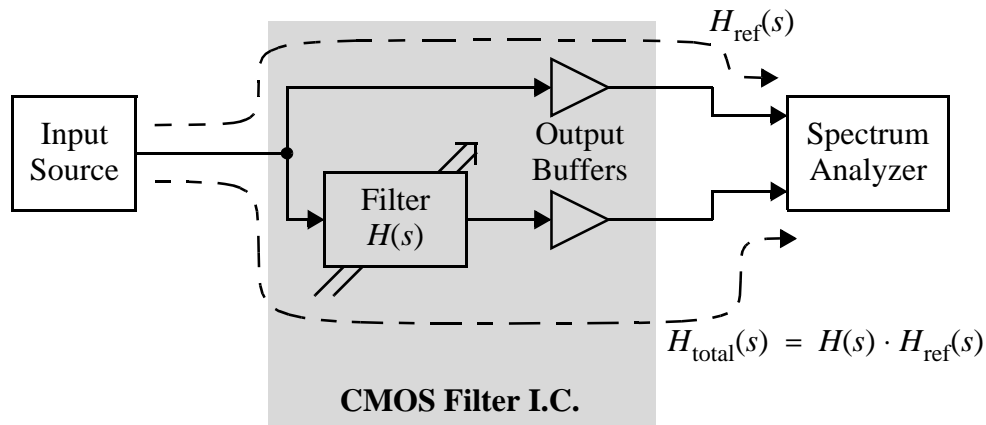 H_ref(s)
Input
Source
Output
Buffers
Spectrum
Analyzer
Filter
H(s)
H_total(s) = H(s) · H_ref(s)
CMOS Filter I.C.